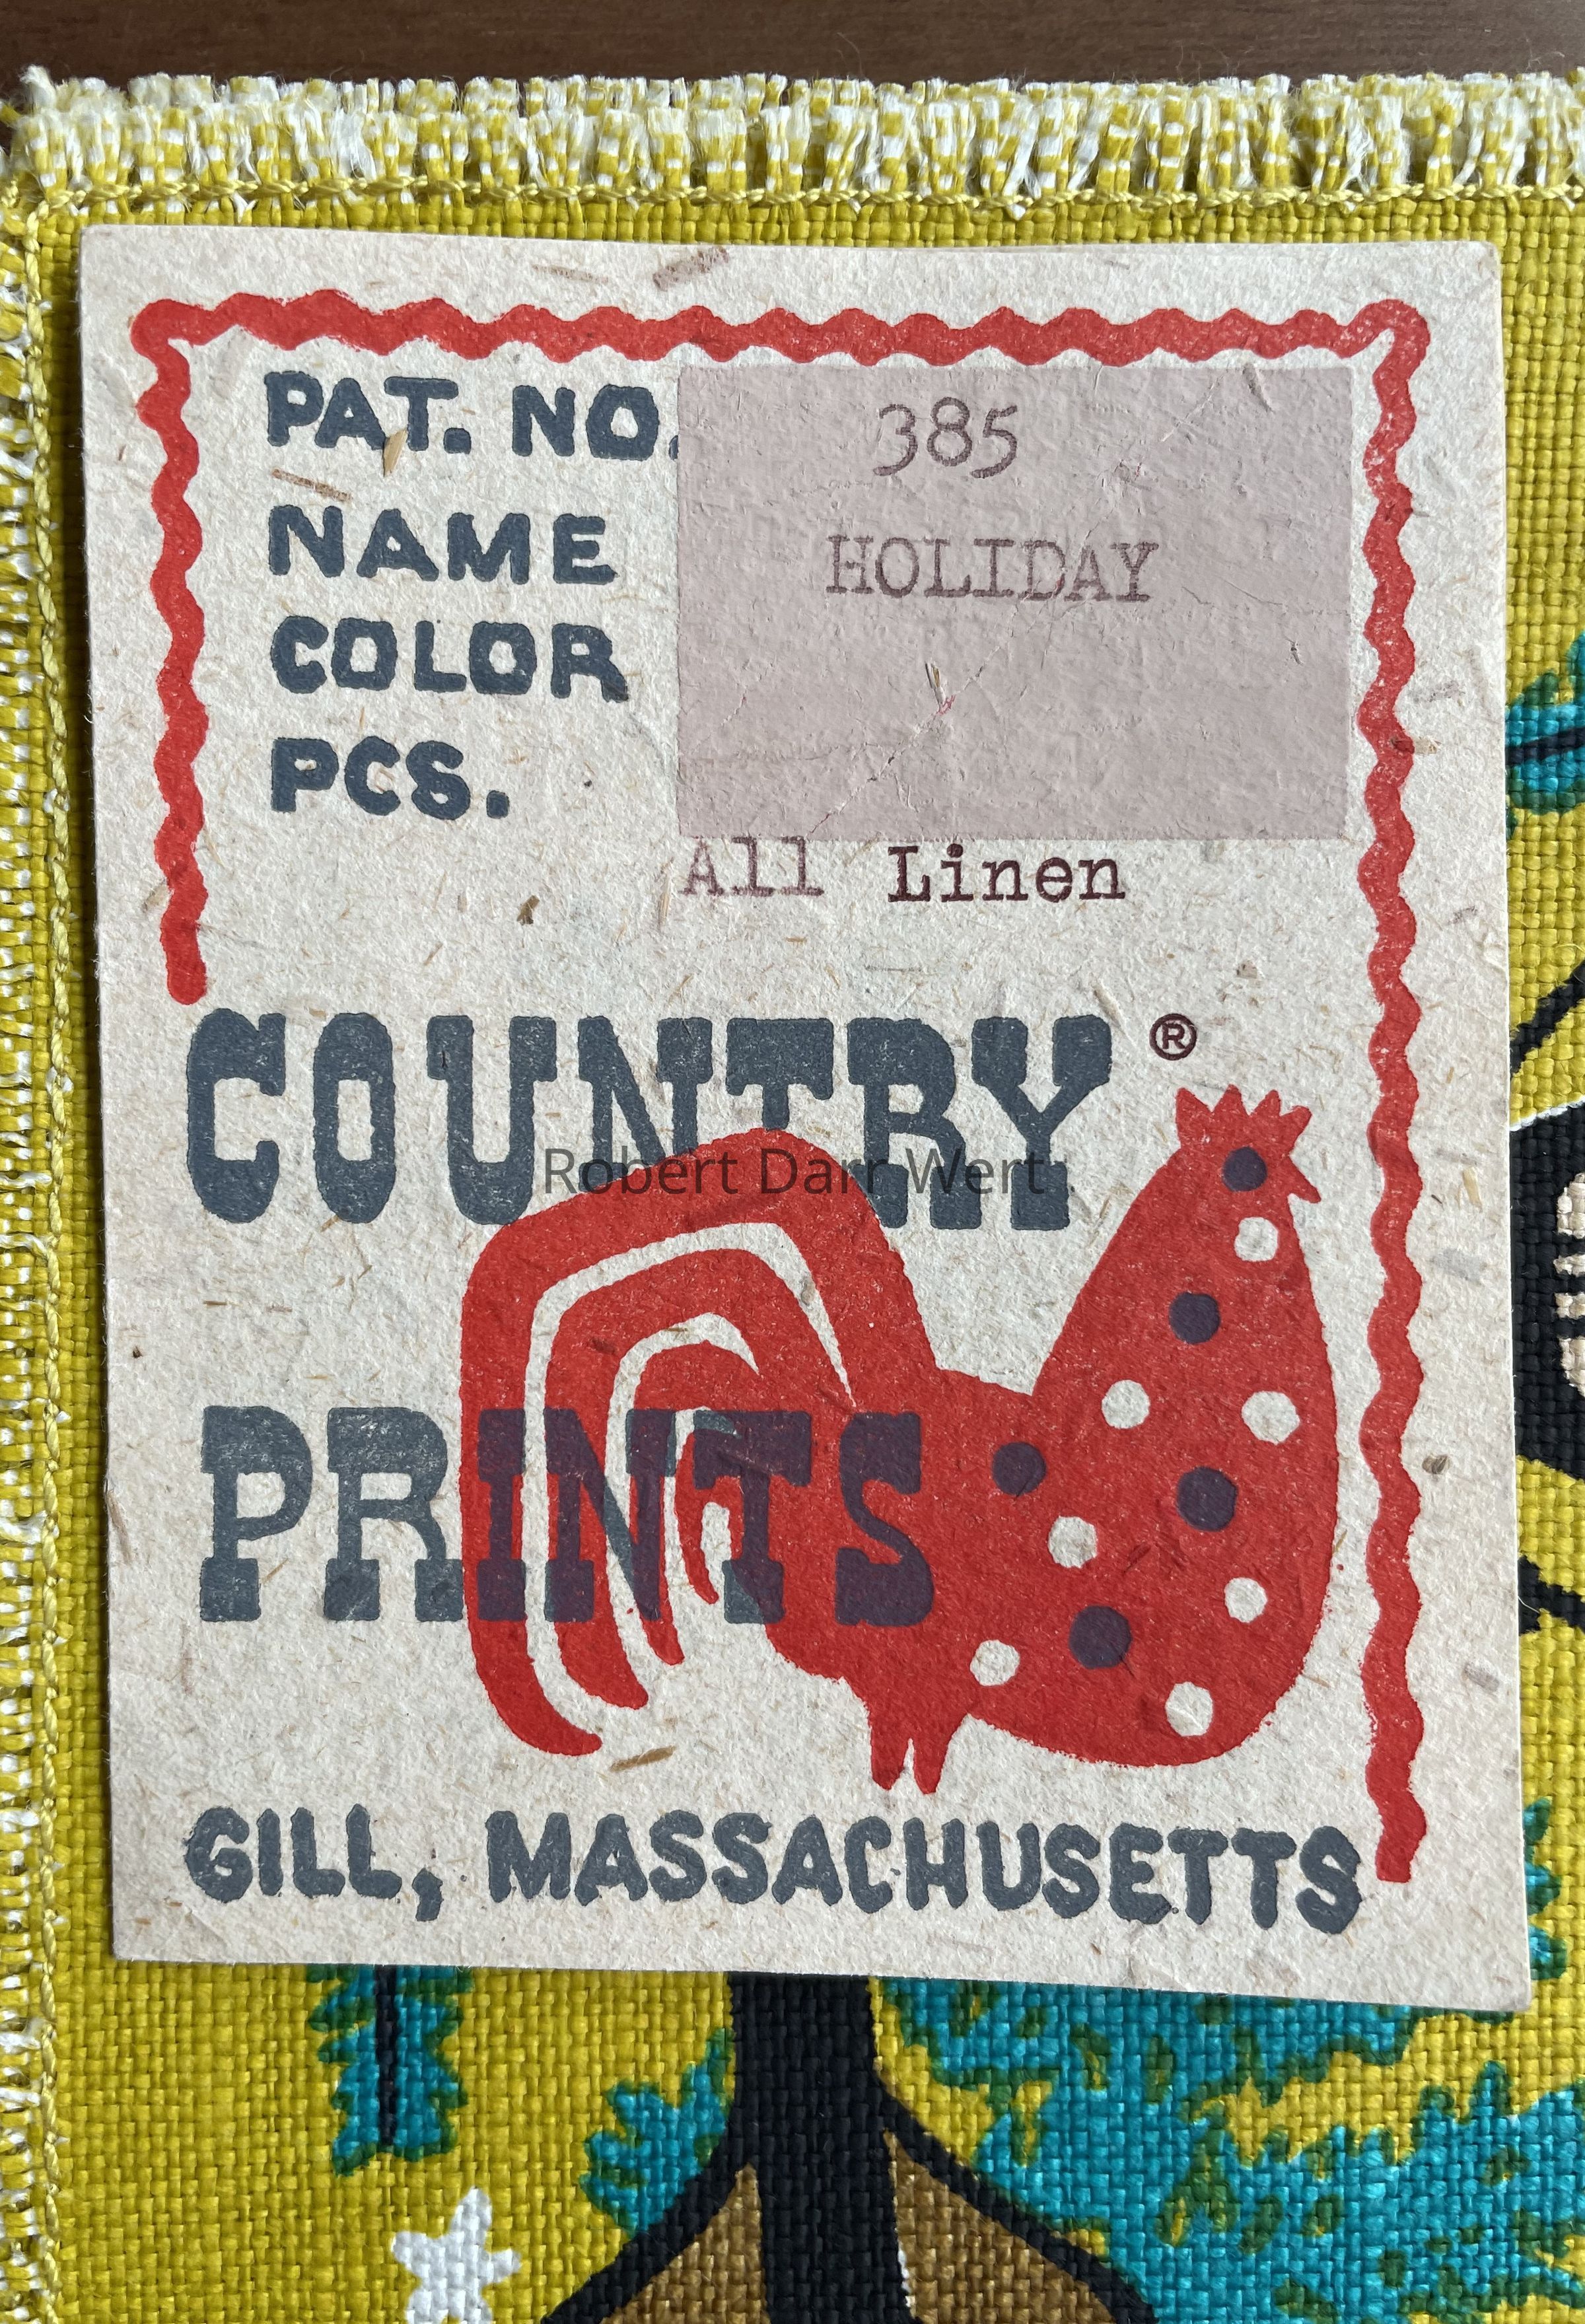 PAT. NO. 385
NAME HOLIDAY
COLOR
PCS.
All Linen
COUNTRY ®
Robert Darr Wert
PRINTS
GILL, MASSACHUSETTS